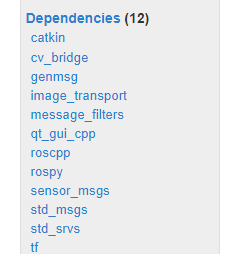 Dependencies (12)
catkin
cv_bridge
genmsg
image_transport
message_filters
qt_gui_cpp
roscpp
rospy
sensor_msgs
std_msgs
std_srvs
tf